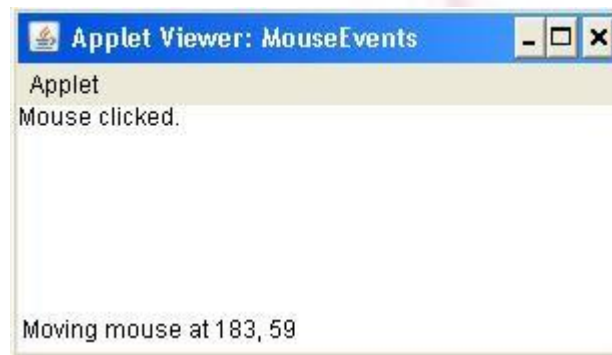 Applet Viewer: MouseEvents
Applet
Mouse clicked.
Moving mouse at 183, 59